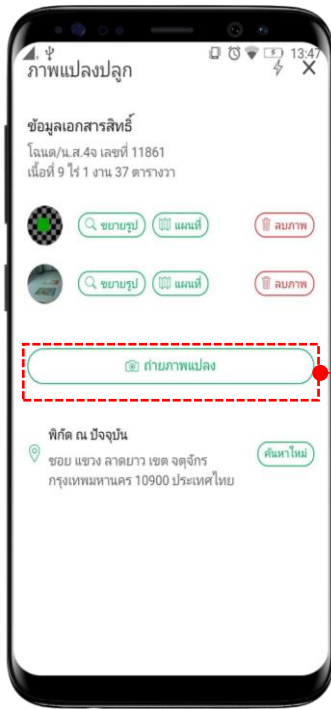 13:47
ภาพแปลงปลูก
ข้อมูลเอกสารสิทธิ์
โฉนด/น.ส.4จ เลขที่ 11861
เนื้อที่ 9 ไร่ 1 งาน 37 ตารางวา
ขยายรูป แผนที่ ลบภาพ
ขยายรูป แผนที่ ลบภาพ
ถ่ายภาพแปลง
พิกัด ณ ปัจจุบัน
ซอย แขวง ลาดยาว เขต จตุจักร
กรุงเทพมหานคร 10900 ประเทศไทย
ค้นหาใหม่